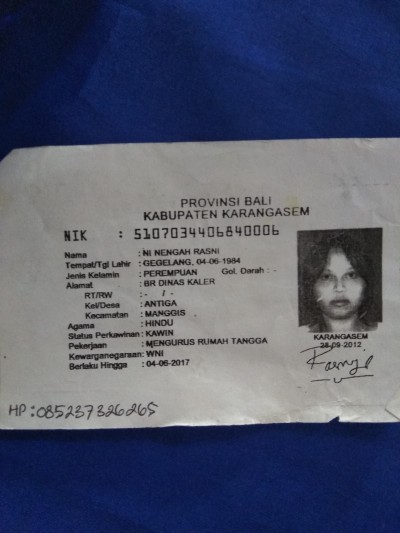 PROVINSI BALI
KABUPATEN KARANGASEM
NIK : 5107034406840006
Nama : NI NENGAH RASNI
Tempat/Tgl Lahir : GEGELANG, 04-06-1984
Jenis Kelamin : PEREMPUAN Gol. Darah : -
Alamat : BR DINAS KALER
RT/RW : - / -
Kel/Desa : ANTIGA
Kecamatan : MANGGIS
Agama : HINDU
Status Perkawinan : KAWIN
Pekerjaan : MENGURUS RUMAH TANGGA
Kewarganegaraan : WNI
Berlaku Hingga : 04-06-2017
KARANGASEM
28-09-2012
HP : 085237326265